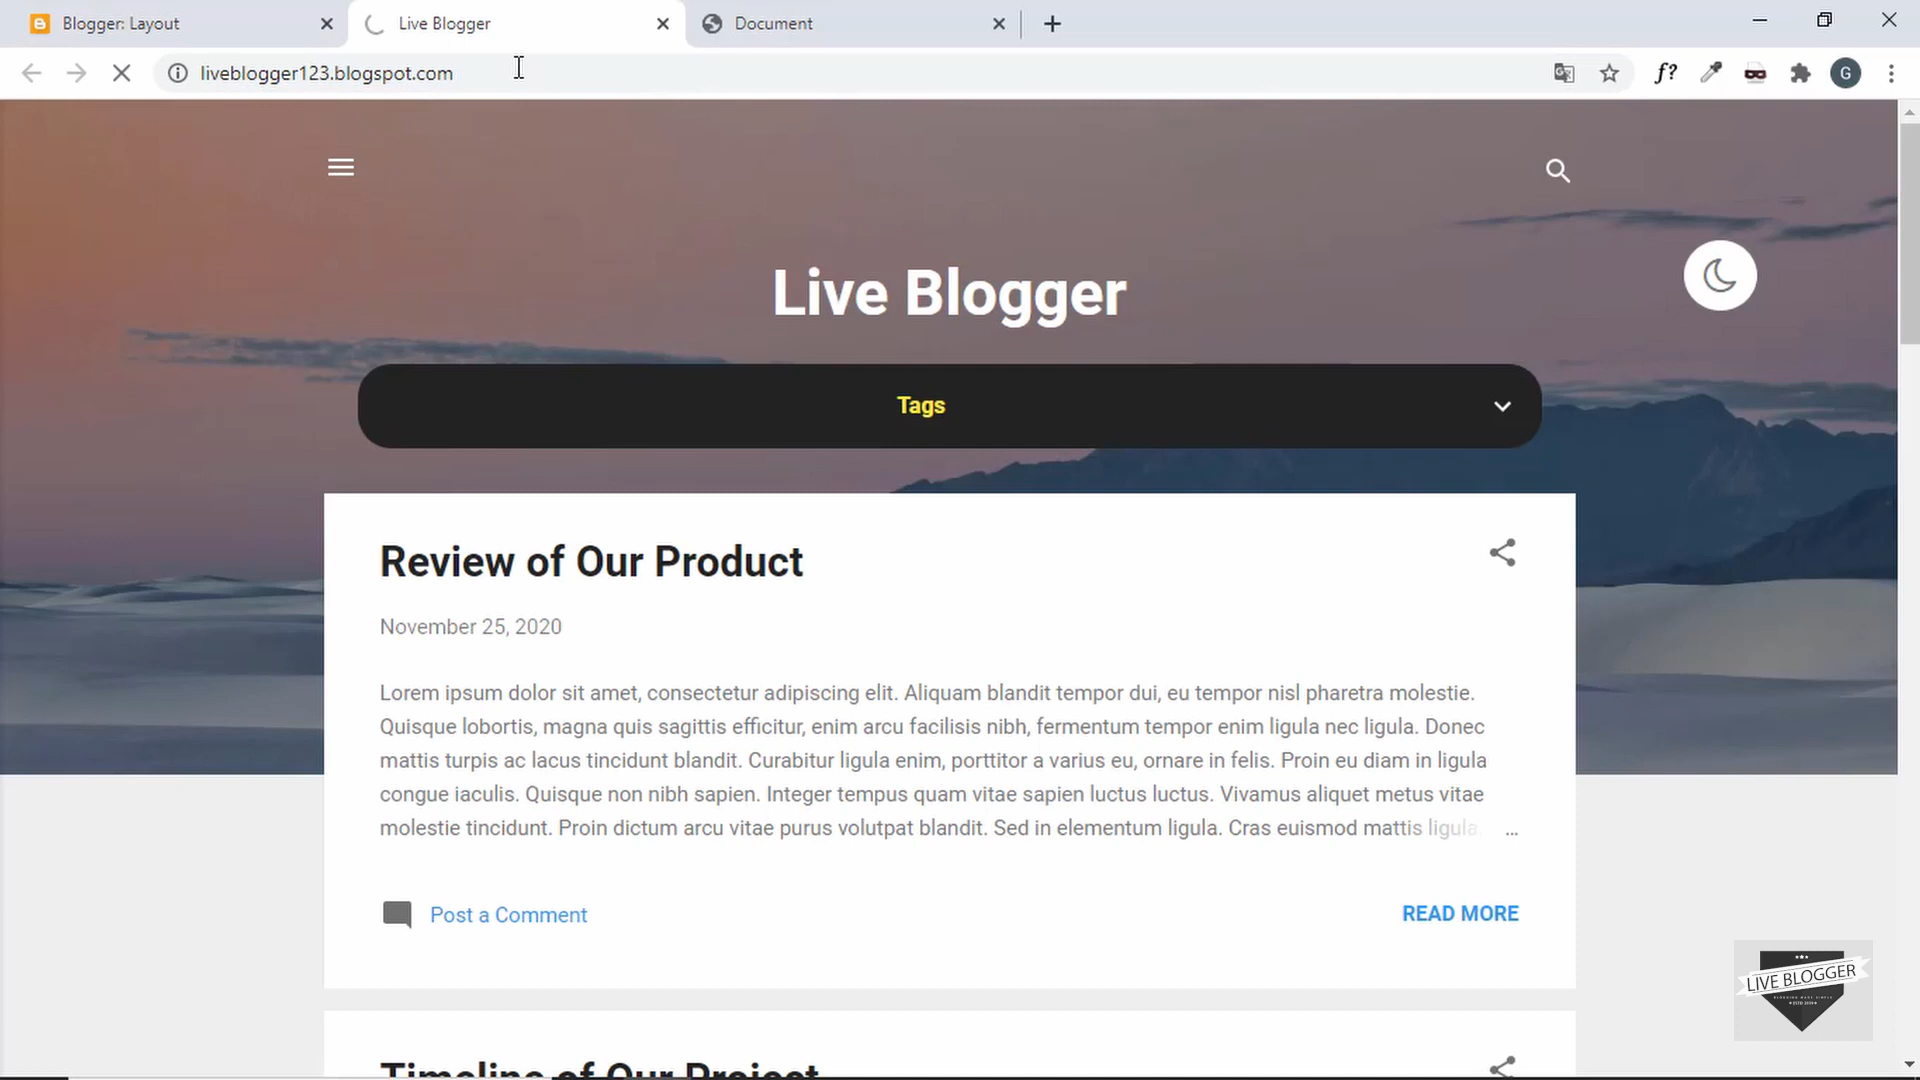 Blogger: Layout
Live Blogger
Document
liveblogger123.blogspot.com
f?
G
Live Blogger
Tags
Review of Our Product
November 25, 2020
Lorem ipsum dolor sit amet, consectetur adipiscing elit. Aliquam blandit tempor dui, eu tempor nisl pharetra molestie.
Quisque lobortis, magna quis sagittis efficitur, enim arcu facilisis nibh, fermentum tempor enim ligula nec ligula. Donec
mattis turpis ac lacus tincidunt blandit. Curabitur ligula enim, porttitor a varius eu, ornare in felis. Proin eu diam in ligula
congue iaculis. Quisque non nibh sapien. Integer tempus quam vitae sapien luctus luctus. Vivamus aliquet metus vitae
molestie tincidunt. Proin dictum arcu vitae purus volutpat blandit. Sed in elementum ligula. Cras euismod mattis ligula. ...
Post a Comment
READ MORE
Timeline of Our Project
LIVE BLOGGER